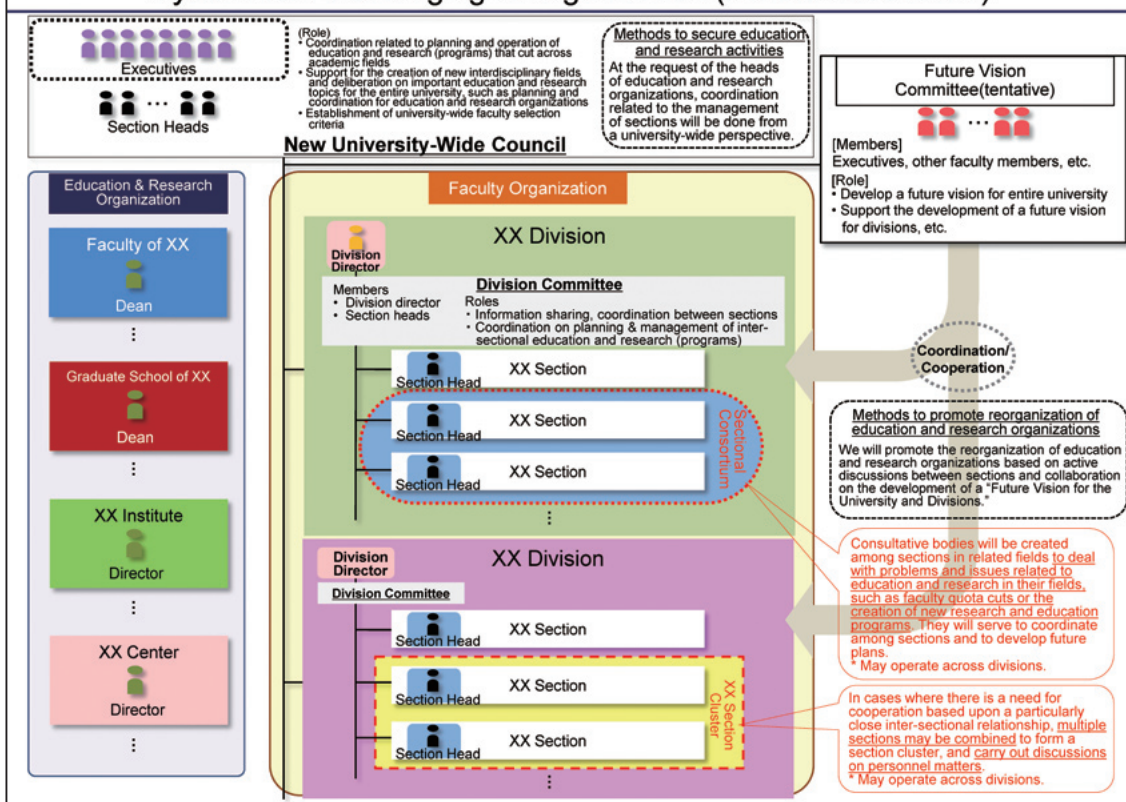 Executives
Section Heads
(Role)
• Coordination related to planning and operation of
education and research (programs) that cut across
academic fields
• Support for the creation of new interdisciplinary fields
and deliberation on important education and research
topics for the entire university, such as planning and
coordination for education and research organizations
• Establishment of university-wide faculty selection
criteria
Methods to secure education
and research activities
At the request of the heads
of education and research
organizations, coordination
related to the management
of sections will be done from
a university-wide perspective.
New University-Wide Council
Future Vision
Committee(tentative)
[Members]
Executives, other faculty members, etc.
[Role]
• Develop a future vision for entire university
• Support the development of a future vision
for divisions, etc.
Education & Research
Organization
Faculty of XX
Dean
⋮
Graduate School of XX
Dean
⋮
XX Institute
Director
⋮
XX Center
Director
⋮
Faculty Organization
XX Division
Division
Director
Division Committee
Members
• Division director
• Section heads
Roles
・Information sharing, coordination between sections
・Coordination on planning & management of inter-
sectional education and research (programs)
Section Head
XX Section
Section Head
XX Section
Section Head
XX Section
Sectional
Consortium
⋮
XX Division
Division
Director
Division Committee
Section Head
XX Section
Section Head
XX Section
Section Head
XX Section
XX Section
Cluster
⋮
Coordination/
Cooperation
Methods to promote reorganization of
education and research organizations
We will promote the reorganization of education
and research organizations based on active
discussions between sections and collaboration
on the development of a "Future Vision for the
University and Divisions."
Consultative bodies will be created
among sections in related fields to deal
with problems and issues related to
education and research in their fields,
such as faculty quota cuts or the
creation of new research and education
programs. They will serve to coordinate
among sections and to develop future
plans.
* May operate across divisions.
In cases where there is a need for
cooperation based upon a particularly
close inter-sectional relationship, multiple
sections may be combined to form a
section cluster, and carry out discussions
on personnel matters.
* May operate across divisions.